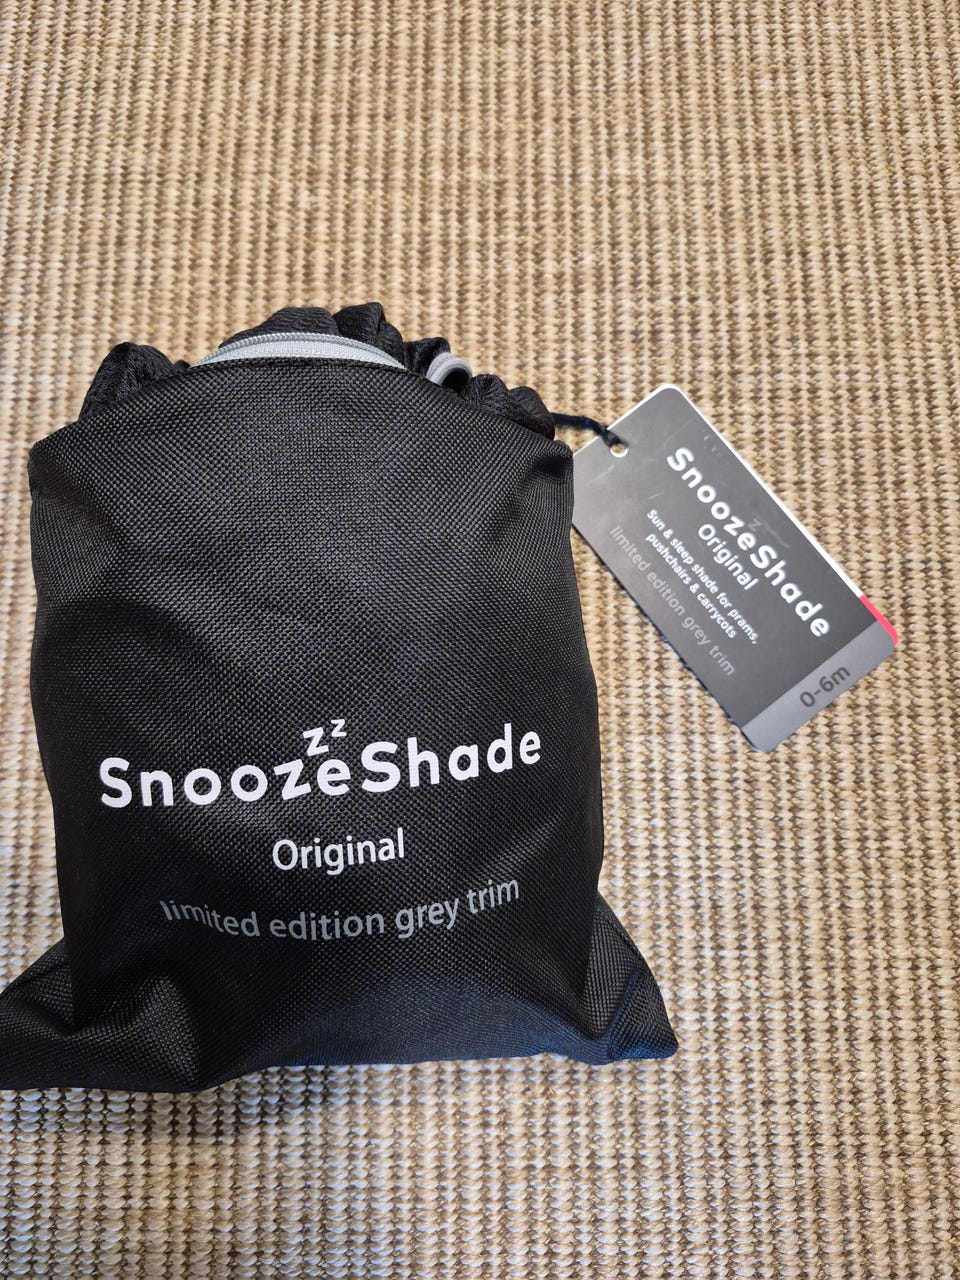 zz
SnoozeShade
Original
limited edition grey trim
z
SnoozeShade
Original
Sun & sleep shade for prams,
pushchairs & carrycots
limited edition grey trim
0-6m